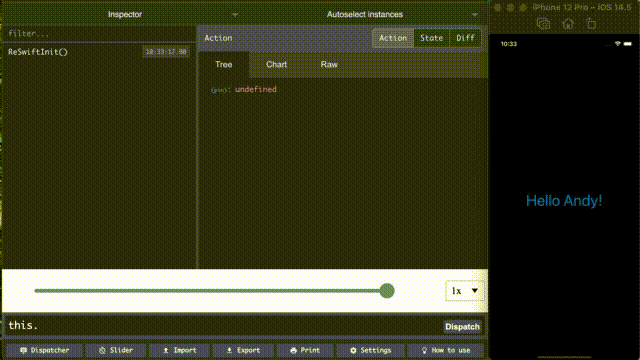 Inspector
Autoselect instances
iPhone 12 Pro – iOS 14.5
filter...
ReSwiftInit()
10:33:17.90
Action
Action
State
Diff
Tree
Chart
Raw
(pin): undefined
10:33
Hello Andy!
1x
this.
Dispatch
Dispatcher
Slider
Import
Export
Print
Settings
How to use